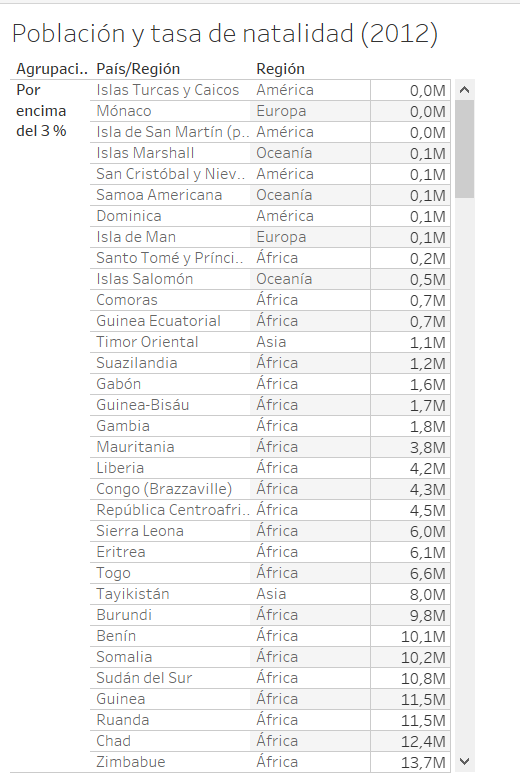 Población y tasa de natalidad (2012)
Agrupaci.. País/Región Región
Por encima del 3 % Islas Turcas y Caicos América 0,0M
Mónaco Europa 0,0M
Isla de San Martín (p.. América 0,0M
Islas Marshall Oceanía 0,1M
San Cristóbal y Niev.. América 0,1M
Samoa Americana Oceanía 0,1M
Dominica América 0,1M
Isla de Man Europa 0,1M
Santo Tomé y Prínci.. África 0,2M
Islas Salomón Oceanía 0,5M
Comoras África 0,7M
Guinea Ecuatorial África 0,7M
Timor Oriental Asia 1,1M
Suazilandia África 1,2M
Gabón África 1,6M
Guinea-Bisáu África 1,7M
Gambia África 1,8M
Mauritania África 3,8M
Liberia África 4,2M
Congo (Brazzaville) África 4,3M
República Centroafri.. África 4,5M
Sierra Leona África 6,0M
Eritrea África 6,1M
Togo África 6,6M
Tayikistán Asia 8,0M
Burundi África 9,8M
Benín África 10,1M
Somalia África 10,2M
Sudán del Sur África 10,8M
Guinea África 11,5M
Ruanda África 11,5M
Chad África 12,4M
Zimbabue África 13,7M